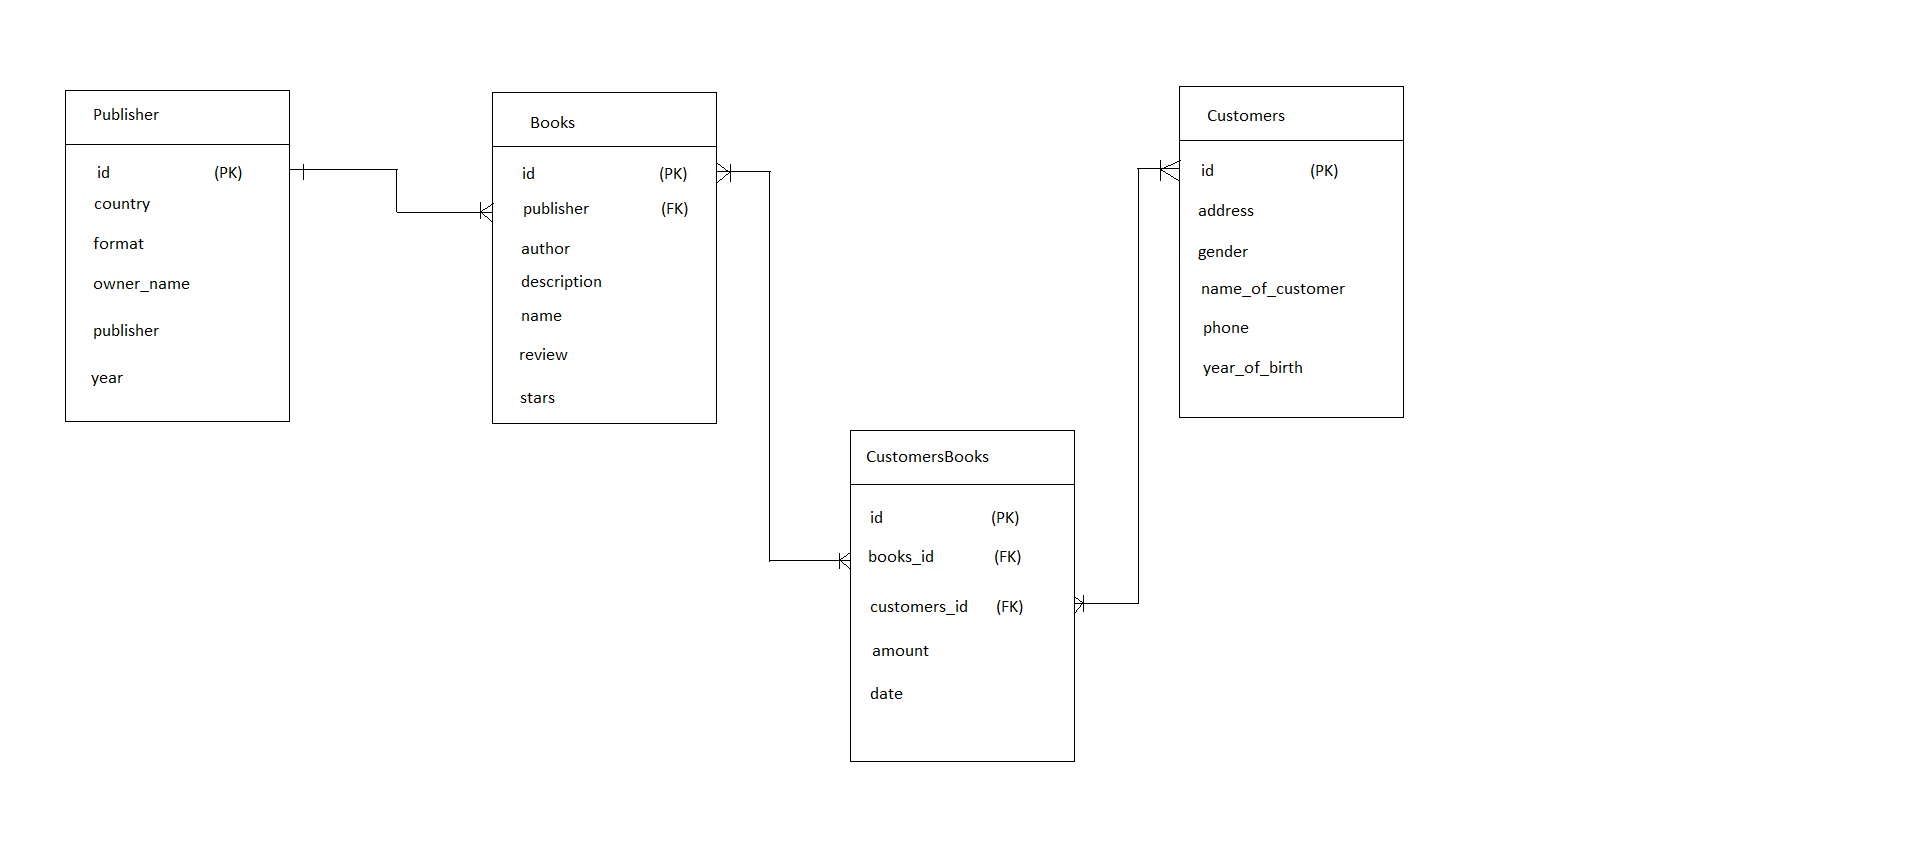 Publisher
id (PK)
country
format
owner_name
publisher
year
Books
id (PK)
publisher (FK)
author
description
name
review
stars
CustomersBooks
id (PK)
books_id (FK)
customers_id (FK)
amount
date
Customers
id (PK)
address
gender
name_of_customer
phone
year_of_birth